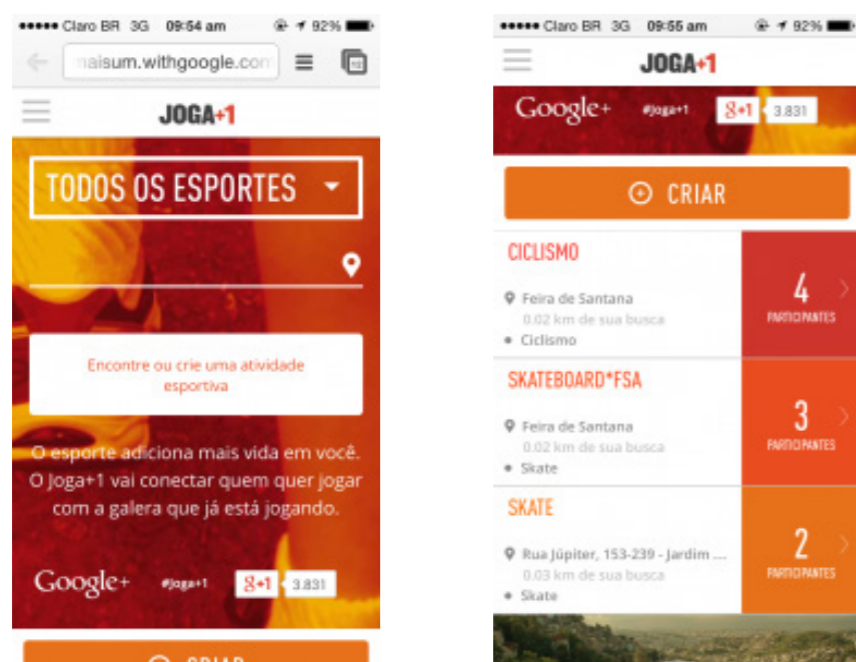 Claro BR 3G 09:54 am 92%
naisum.withgoogle.com
JOGA+1
TODOS OS ESPORTES
Encontre ou crie uma atividade
esportiva
O esporte adiciona mais vida em você.
O Joga+1 vai conectar quem quer jogar
com a galera que já está jogando.
Google+ #Joga+1 g+1 3.831
CRIAR
Claro BR 3G 09:55 am 92%
JOGA+1
Google+ #Joga+1 g+1 3.831
CRIAR
CICLISMO
Feira de Santana
0.02 km de sua busca
Ciclismo
4
PARTICIPANTES
SKATEBOARD*FSA
Feira de Santana
0.02 km de sua busca
Skate
3
PARTICIPANTES
SKATE
Rua Júpiter, 153-239 - Jardim ...
0.03 km de sua busca
Skate
2
PARTICIPANTES